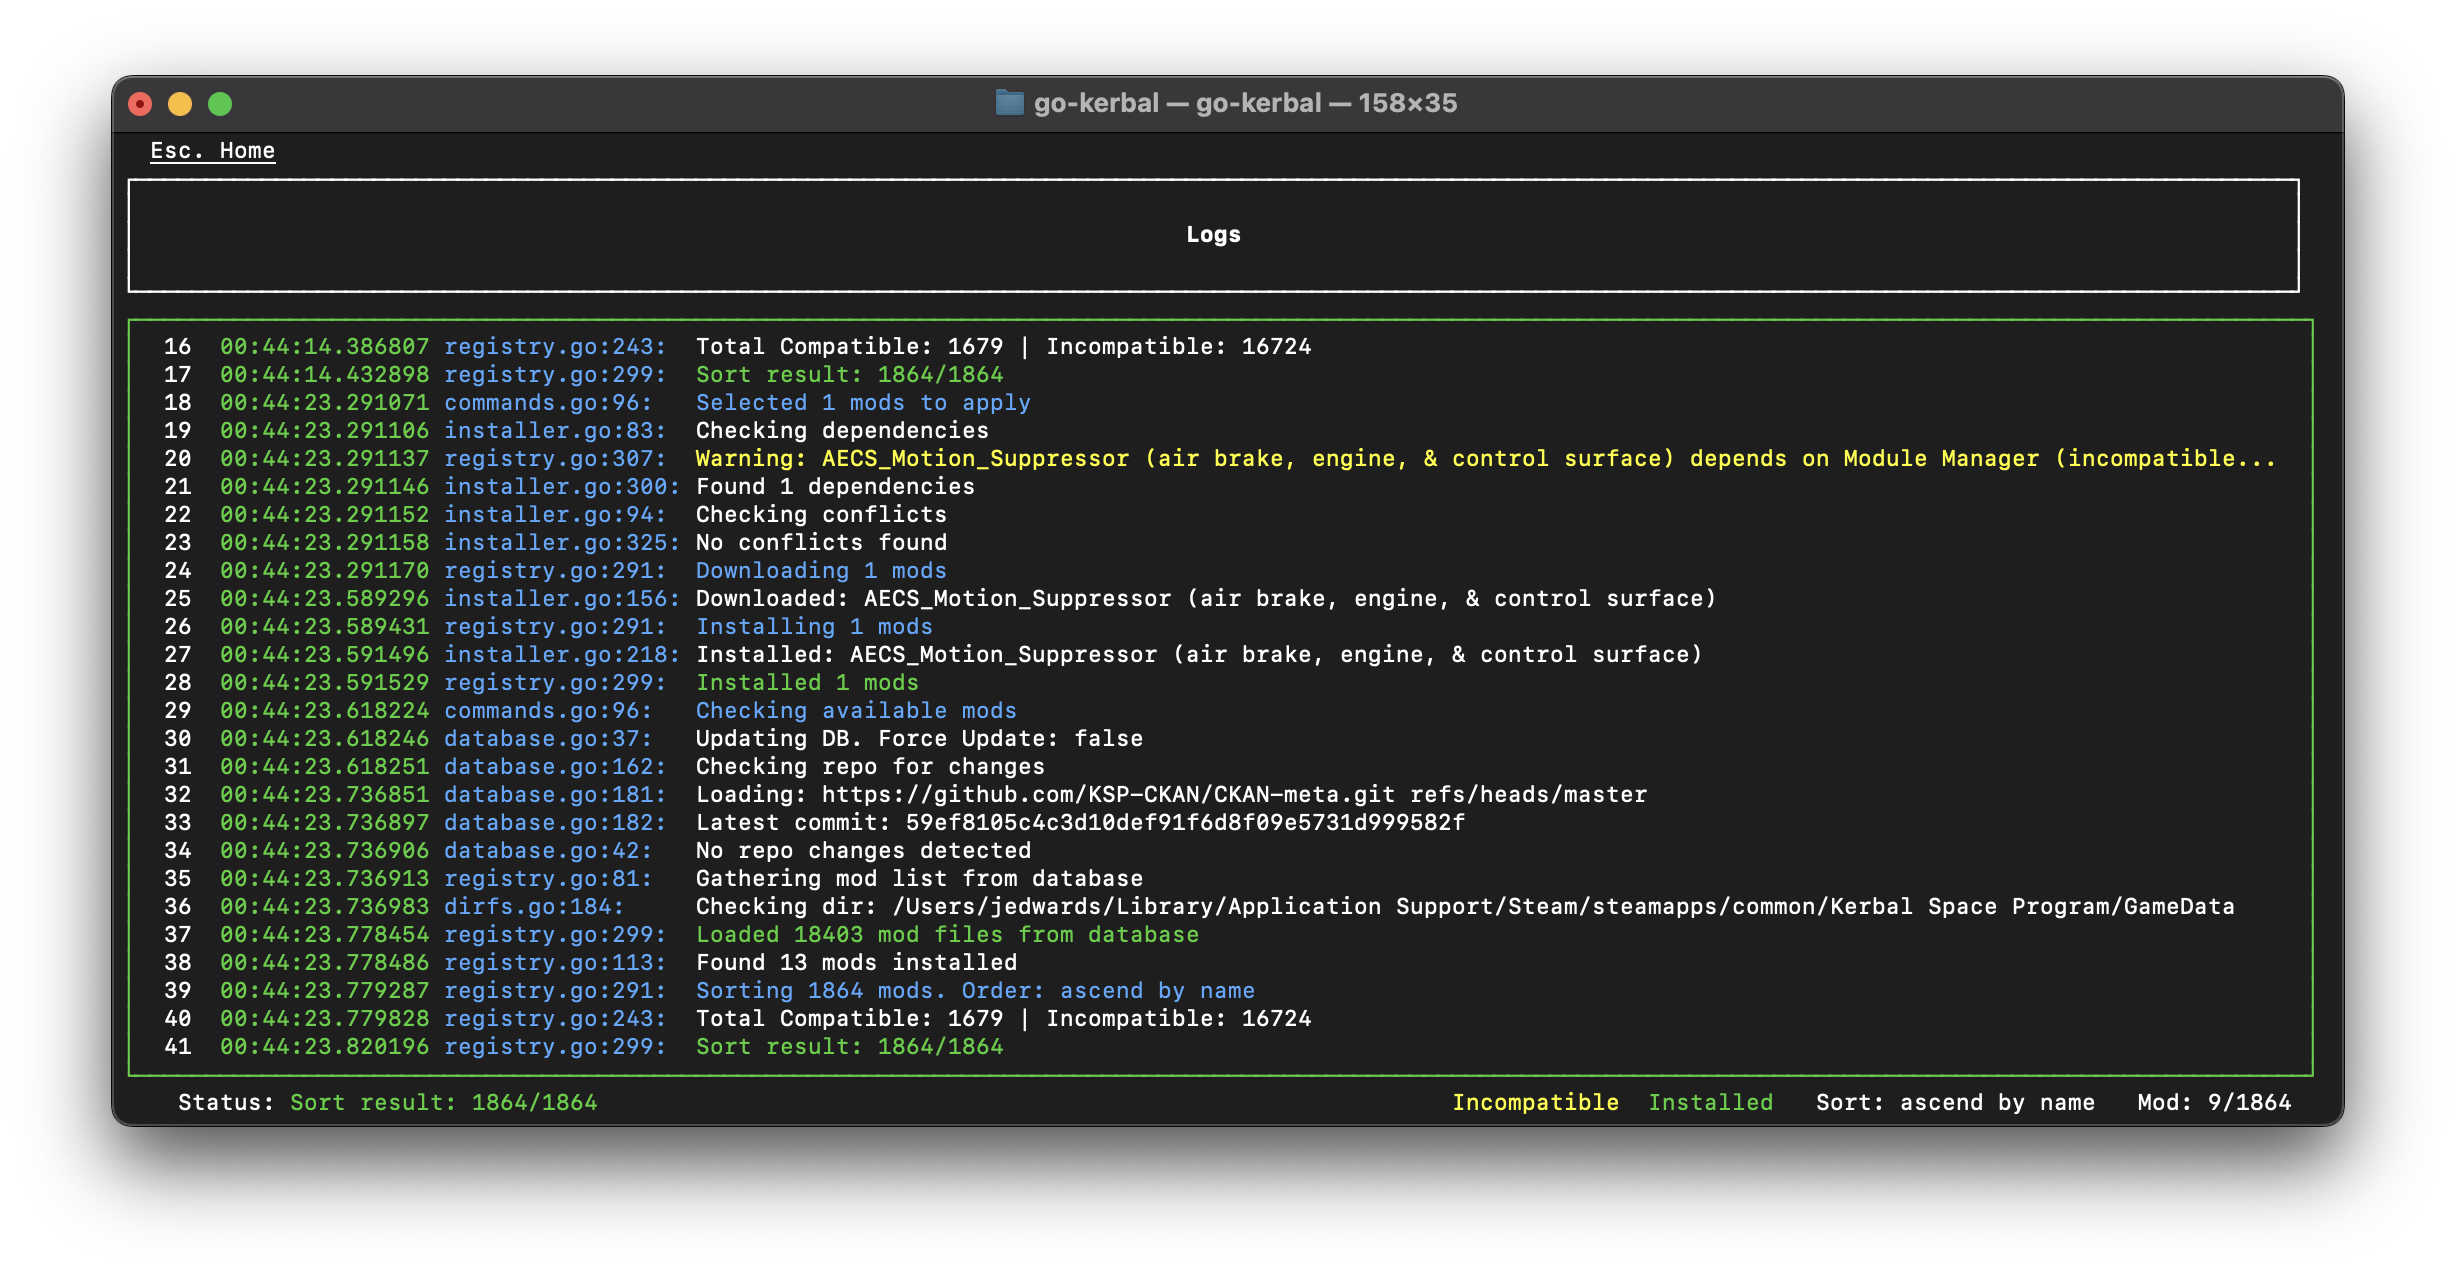 go-kerbal — go-kerbal — 158×35
Esc. Home
Logs
16 00:44:14.386807 registry.go:243: Total Compatible: 1679 | Incompatible: 16724
17 00:44:14.432898 registry.go:299: Sort result: 1864/1864
18 00:44:23.291071 commands.go:96: Selected 1 mods to apply
19 00:44:23.291106 installer.go:83: Checking dependencies
20 00:44:23.291137 registry.go:307: Warning: AECS_Motion_Suppressor (air brake, engine, & control surface) depends on Module Manager (incompatible...
21 00:44:23.291146 installer.go:300: Found 1 dependencies
22 00:44:23.291152 installer.go:94: Checking conflicts
23 00:44:23.291158 installer.go:325: No conflicts found
24 00:44:23.291170 registry.go:291: Downloading 1 mods
25 00:44:23.589296 installer.go:156: Downloaded: AECS_Motion_Suppressor (air brake, engine, & control surface)
26 00:44:23.589431 registry.go:291: Installing 1 mods
27 00:44:23.591496 installer.go:218: Installed: AECS_Motion_Suppressor (air brake, engine, & control surface)
28 00:44:23.591529 registry.go:299: Installed 1 mods
29 00:44:23.618224 commands.go:96: Checking available mods
30 00:44:23.618246 database.go:37: Updating DB. Force Update: false
31 00:44:23.618251 database.go:162: Checking repo for changes
32 00:44:23.736851 database.go:181: Loading: https://github.com/KSP-CKAN/CKAN-meta.git refs/heads/master
33 00:44:23.736897 database.go:182: Latest commit: 59ef8105c4c3d10def91f6d8f09e5731d999582f
34 00:44:23.736906 database.go:42: No repo changes detected
35 00:44:23.736913 registry.go:81: Gathering mod list from database
36 00:44:23.736983 dirfs.go:184: Checking dir: /Users/jedwards/Library/Application Support/Steam/steamapps/common/Kerbal Space Program/GameData
37 00:44:23.778454 registry.go:299: Loaded 18403 mod files from database
38 00:44:23.778486 registry.go:113: Found 13 mods installed
39 00:44:23.779287 registry.go:291: Sorting 1864 mods. Order: ascend by name
40 00:44:23.779828 registry.go:243: Total Compatible: 1679 | Incompatible: 16724
41 00:44:23.820196 registry.go:299: Sort result: 1864/1864
Status: Sort result: 1864/1864 Incompatible Installed Sort: ascend by name Mod: 9/1864